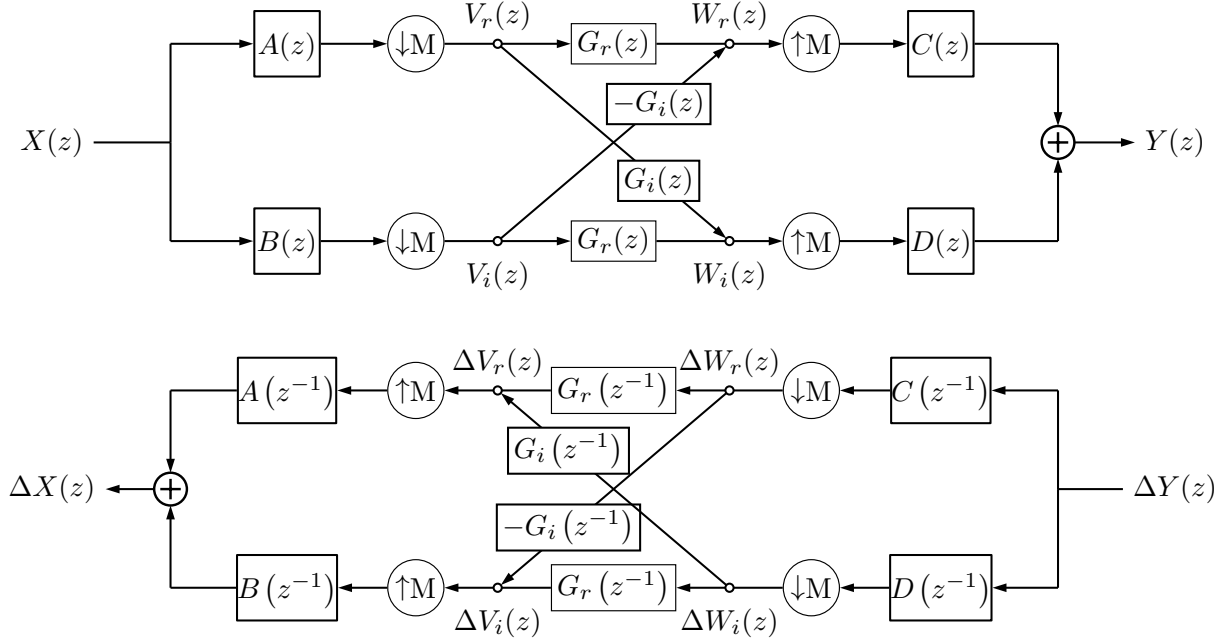 V_r(z) W_r(z)
A(z) ↓M G_r(z) ↑M C(z)
-G_i(z)
X(z) + Y(z)
G_i(z)
B(z) ↓M G_r(z) ↑M D(z)
V_i(z) W_i(z)
ΔV_r(z) ΔW_r(z)
A(z^{-1}) ↑M G_r(z^{-1}) ↓M C(z^{-1})
G_i(z^{-1})
ΔX(z) + ΔY(z)
-G_i(z^{-1})
B(z^{-1}) ↑M G_r(z^{-1}) ↓M D(z^{-1})
ΔV_i(z) ΔW_i(z)